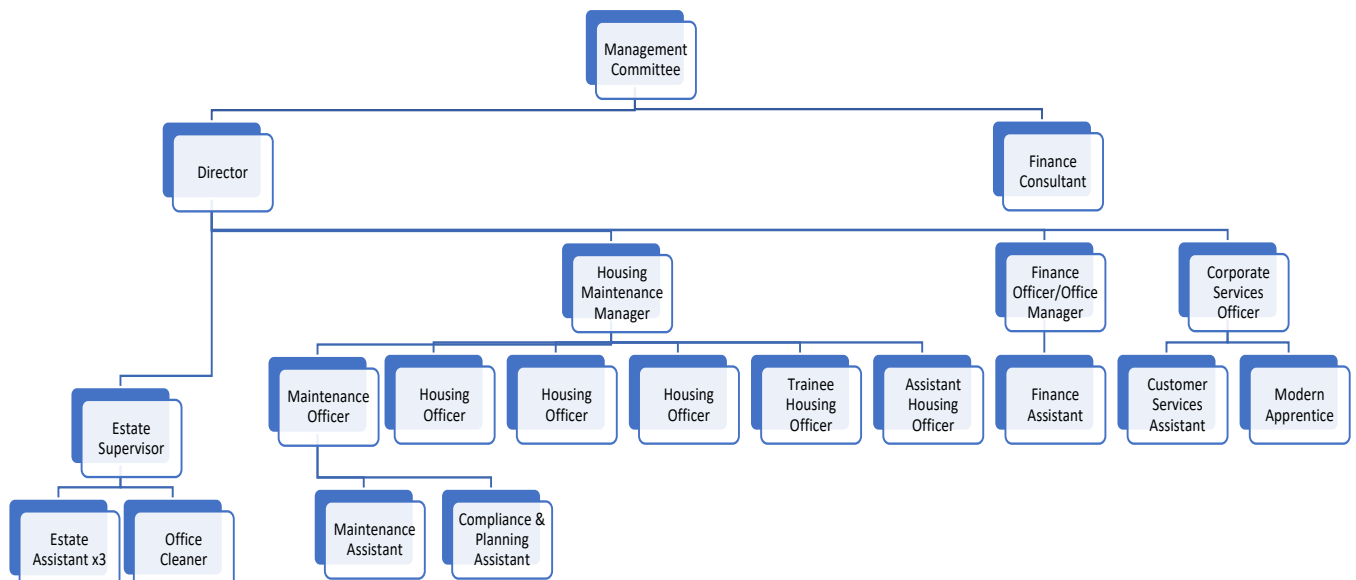 Management
Committee
Director
Finance
Consultant
Housing
Maintenance
Manager
Finance
Officer/Office
Manager
Corporate
Services
Officer
Estate
Supervisor
Maintenance
Officer
Housing
Officer
Housing
Officer
Housing
Officer
Trainee
Housing
Officer
Assistant
Housing
Officer
Finance
Assistant
Customer
Services
Assistant
Modern
Apprentice
Estate
Assistant x3
Office
Cleaner
Maintenance
Assistant
Compliance &
Planning
Assistant